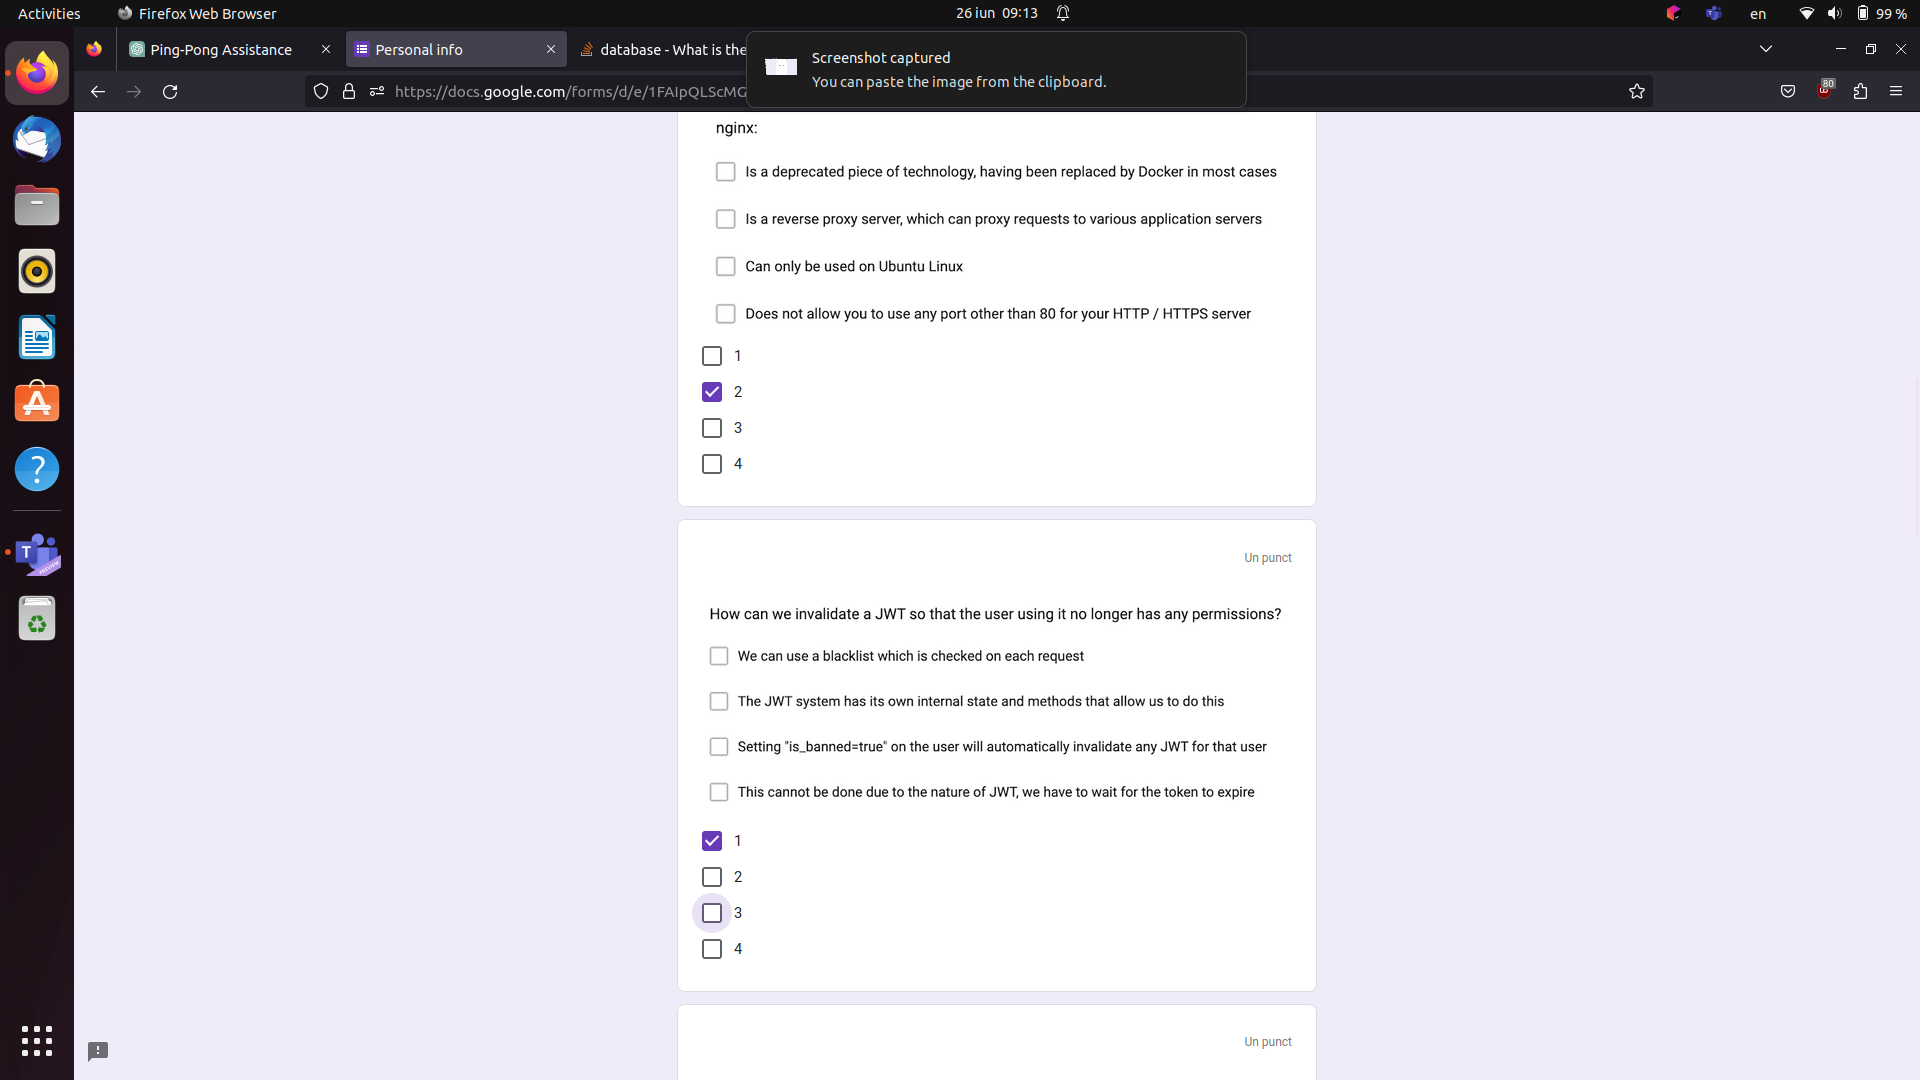 Activities
Firefox Web Browser
26 iun 09:13
en
99 %
Ping-Pong Assistance
Personal info
database - What is the
Screenshot captured
You can paste the image from the clipboard.
https://docs.google.com/forms/d/e/1FAIpQLScMG
80
nginx:
Is a deprecated piece of technology, having been replaced by Docker in most cases
Is a reverse proxy server, which can proxy requests to various application servers
Can only be used on Ubuntu Linux
Does not allow you to use any port other than 80 for your HTTP / HTTPS server
1
2
3
4
Un punct
How can we invalidate a JWT so that the user using it no longer has any permissions?
We can use a blacklist which is checked on each request
The JWT system has its own internal state and methods that allow us to do this
Setting "is_banned=true" on the user will automatically invalidate any JWT for that user
This cannot be done due to the nature of JWT, we have to wait for the token to expire
1
2
3
4
Un punct